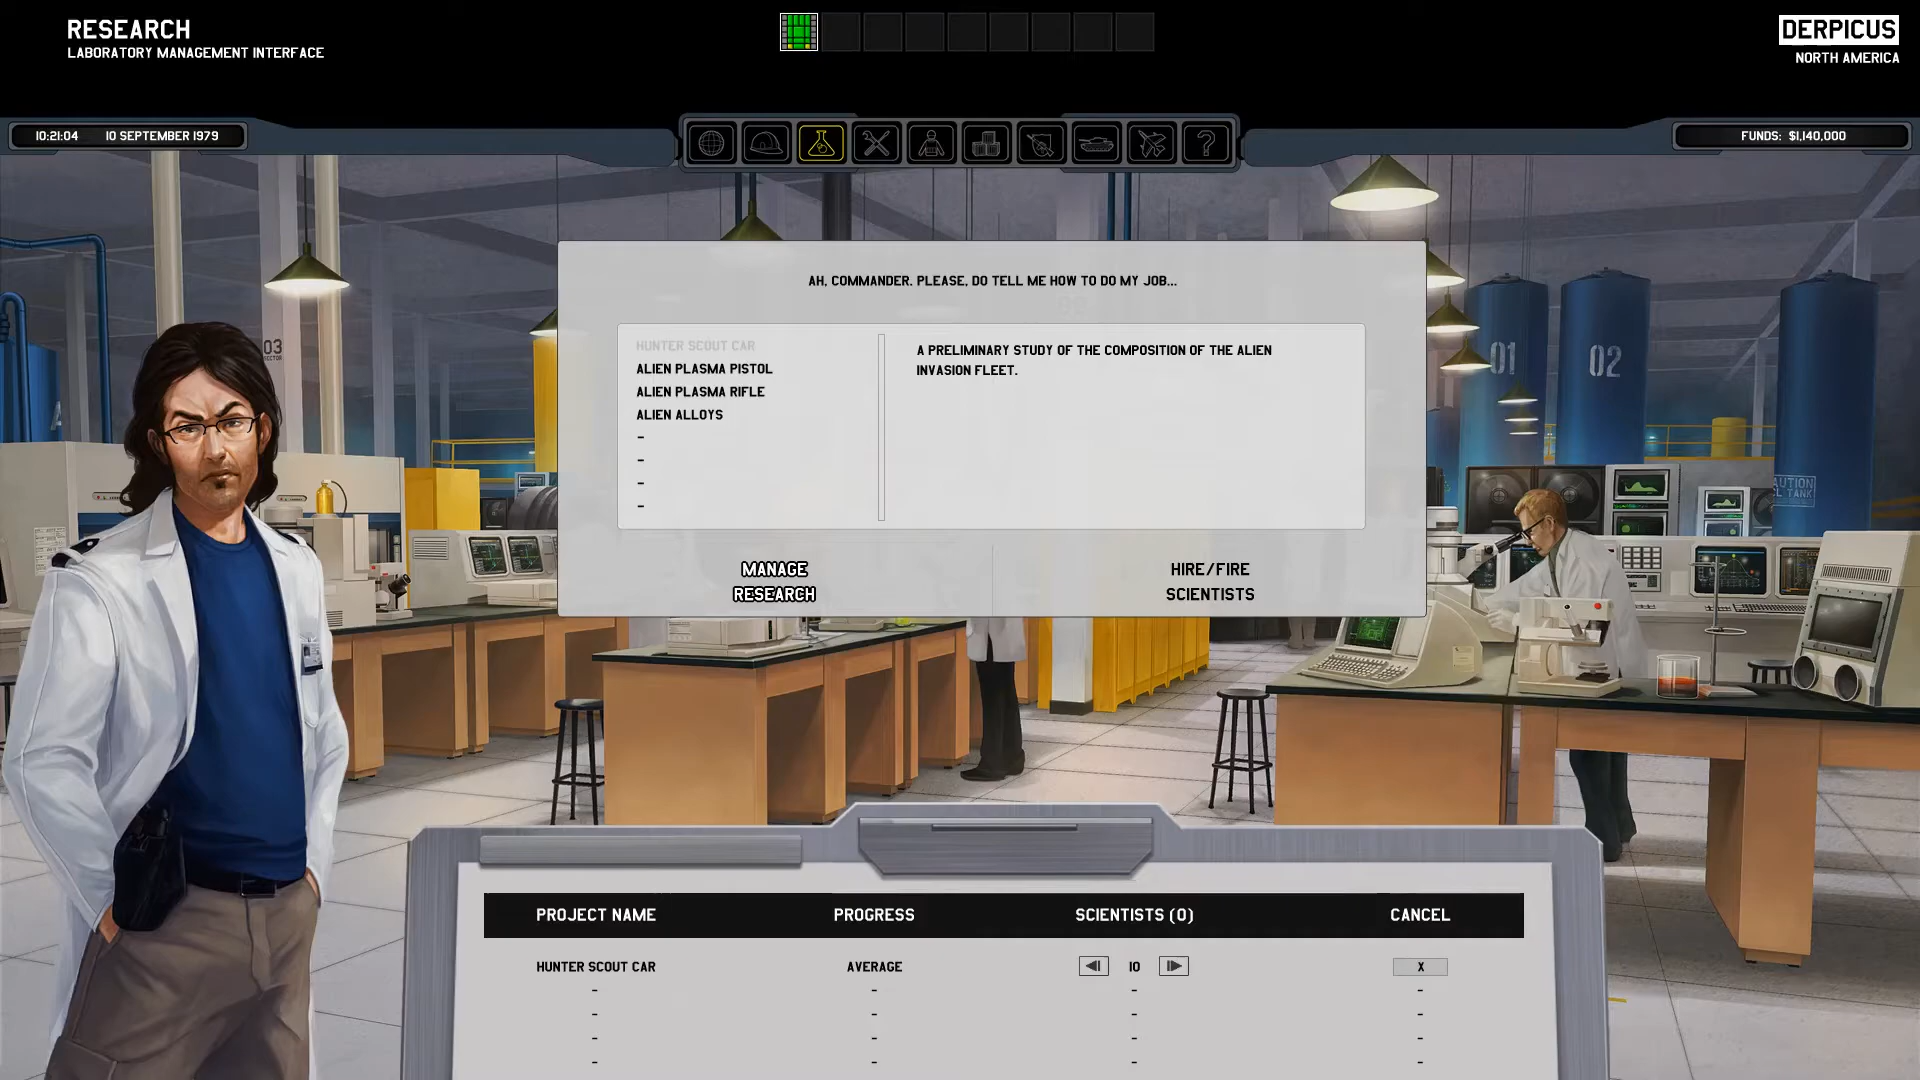 RESEARCH
LABORATORY MANAGEMENT INTERFACE
DERPICUS
NORTH AMERICA
10:21:04 10 SEPTEMBER 1979
FUNDS: $1,140,000
?
AH, COMMANDER. PLEASE, DO TELL ME HOW TO DO MY JOB...
HUNTER SCOUT CAR
ALIEN PLASMA PISTOL
ALIEN PLASMA RIFLE
ALIEN ALLOYS
-
-
-
-
A PRELIMINARY STUDY OF THE COMPOSITION OF THE ALIEN
INVASION FLEET.
MANAGE
RESEARCH
HIRE/FIRE
SCIENTISTS
03
01
02
PROJECT NAME PROGRESS SCIENTISTS (0) CANCEL
HUNTER SCOUT CAR AVERAGE 10 X
- - - -
- - - -
- - - -
- - - -